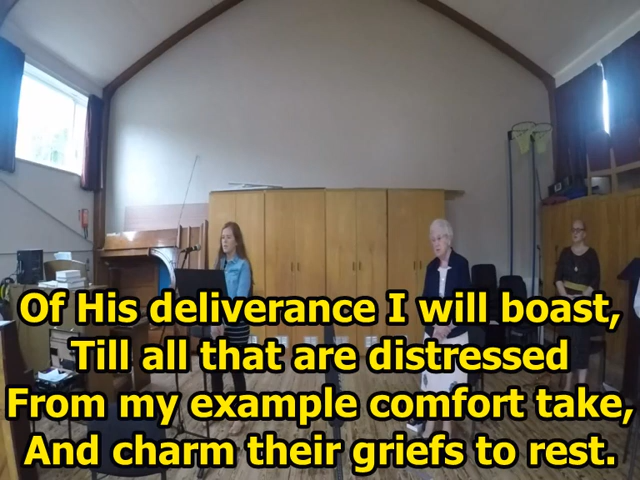 Of His deliverance I will boast,
Till all that are distressed
From my example comfort take,
And charm their griefs to rest.